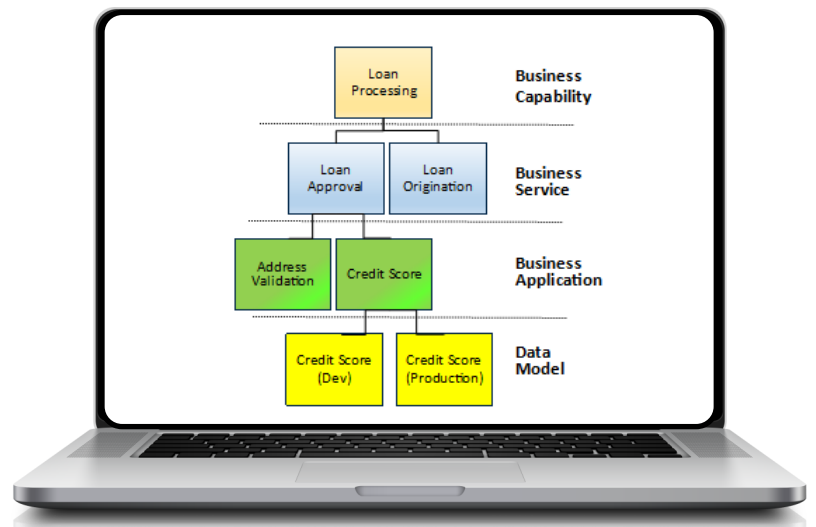 Loan
Processing
Business
Capability
Loan
Approval
Loan
Origination
Business
Service
Address
Validation
Credit Score
Business
Application
Credit Score
(Dev)
Credit Score
(Production)
Data
Model